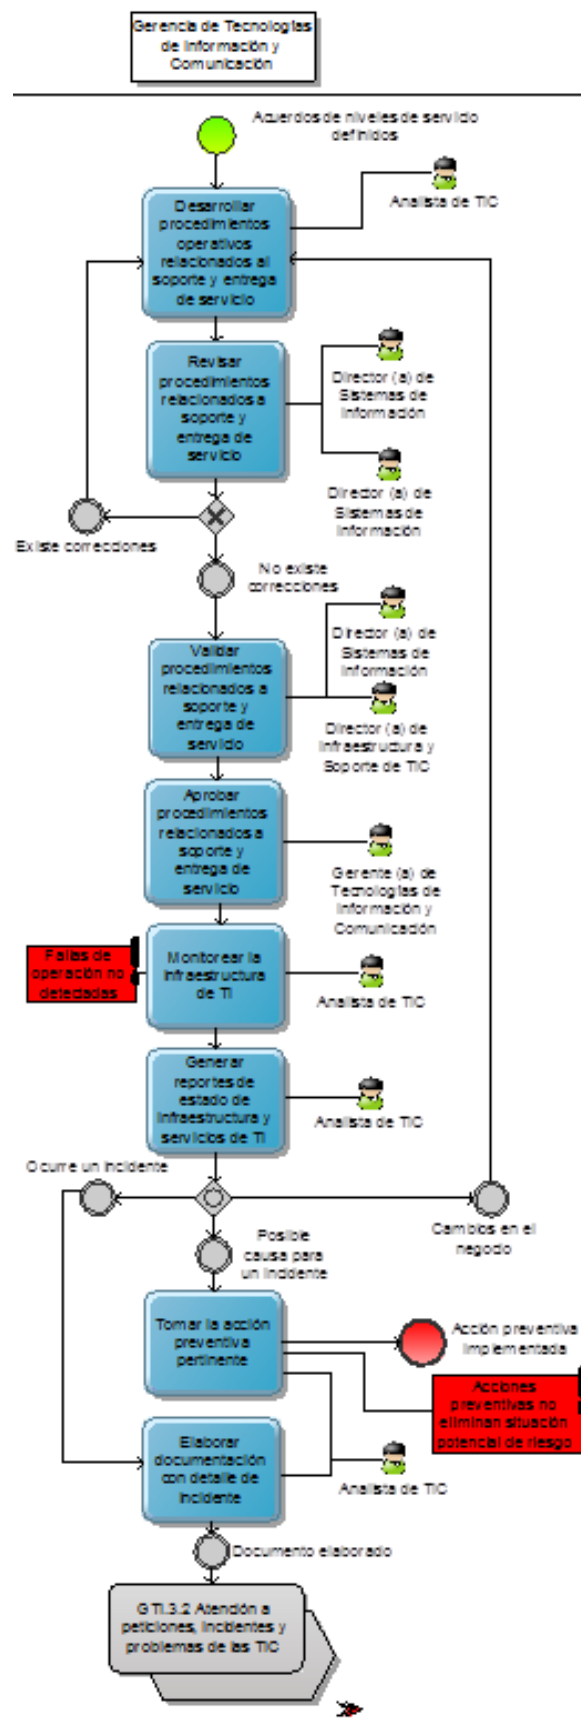 Gerencia de Tecnologías
de Información y
Comunicación
Acuerdos de niveles de servicio
definidos
Analista de TIC
Desarrollar
procedimientos
operativos
relacionados al
soporte y entrega
de servicio
Revisar
procedimientos
relacionados a
soporte y
entrega de
servicio
Director (a) de
Sistemas de
Información
Director (a) de
Sistemas de
Información
Existe correcciones
No existe
correcciones
Validar
procedimientos
relacionados a
soporte y
entrega de
servicio
Director (a) de
Sistemas de
Información
Director (a) de
Infraestructura y
Soporte de TIC
Aprobar
procedimientos
relacionados a
soporte y
entrega de
servicio
Gerente (a) de
Tecnologías de
Información y
Comunicación
Fallas de
operación no
detectadas
Monitorear la
infraestructura
de TI
Analista de TIC
Generar
reportes de
estado de
infraestructura y
servicios de TI
Analista de TIC
Ocurre un incidente
Posible
causa para
un incidente
Cambios en el
negocio
Tomar la acción
preventiva
pertinente
Acción preventiva
implementada
Acciones
preventivas no
eliminan situación
potencial de riesgo
Elaborar
documentación
con detalle de
incidente
Analista de TIC
Documento elaborado
GTI.3.2 Atención a
peticiones, incidentes y
problemas de las TIC